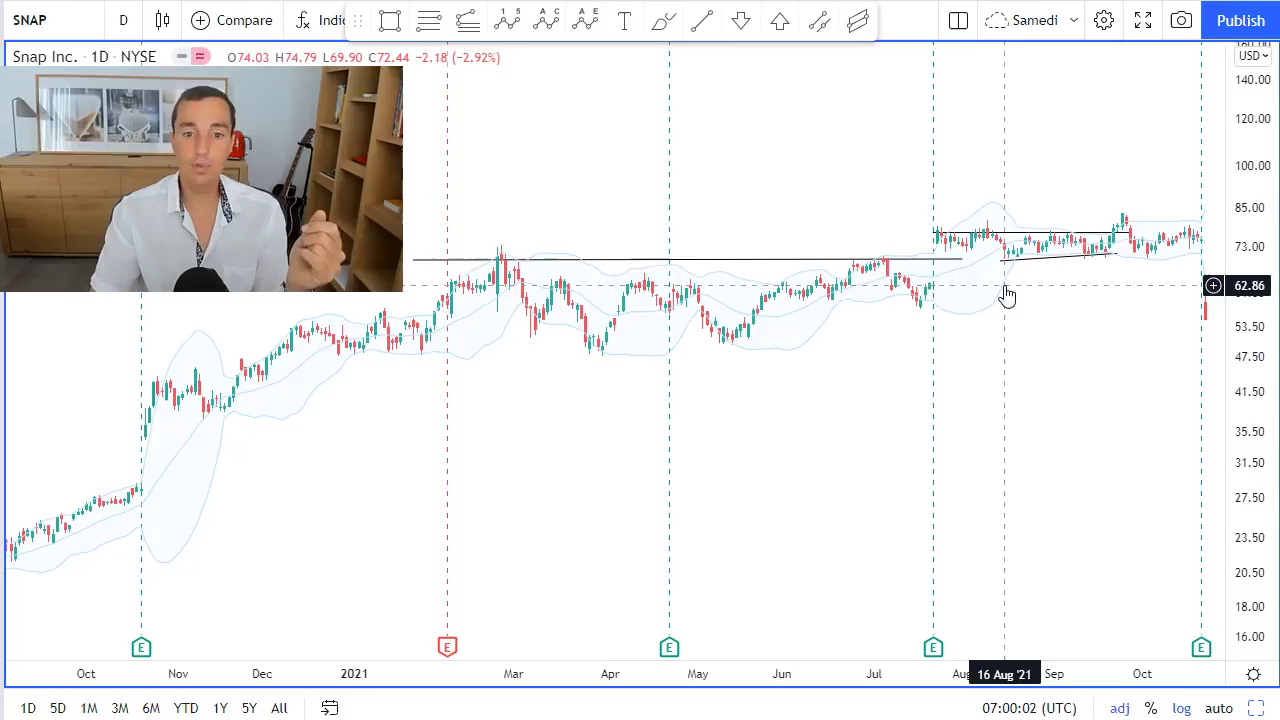 SNAP D Compare Indic 1 5 A C A E T Samedi Publish
Snap Inc. · 1D · NYSE O74.03 H74.79 L69.90 C72.44 −2.18 (−2.92%)
USD
140.00
120.00
100.00
85.00
73.00
62.86
53.50
47.50
41.50
35.50
31.50
27.50
23.50
20.50
18.00
16.00
E E E E E
Oct Nov Dec 2021 Mar Apr May Jun Jul Aug 16 Aug '21 Sep Oct
1D 5D 1M 3M 6M YTD 1Y 5Y All 07:00:02 (UTC) adj % log auto